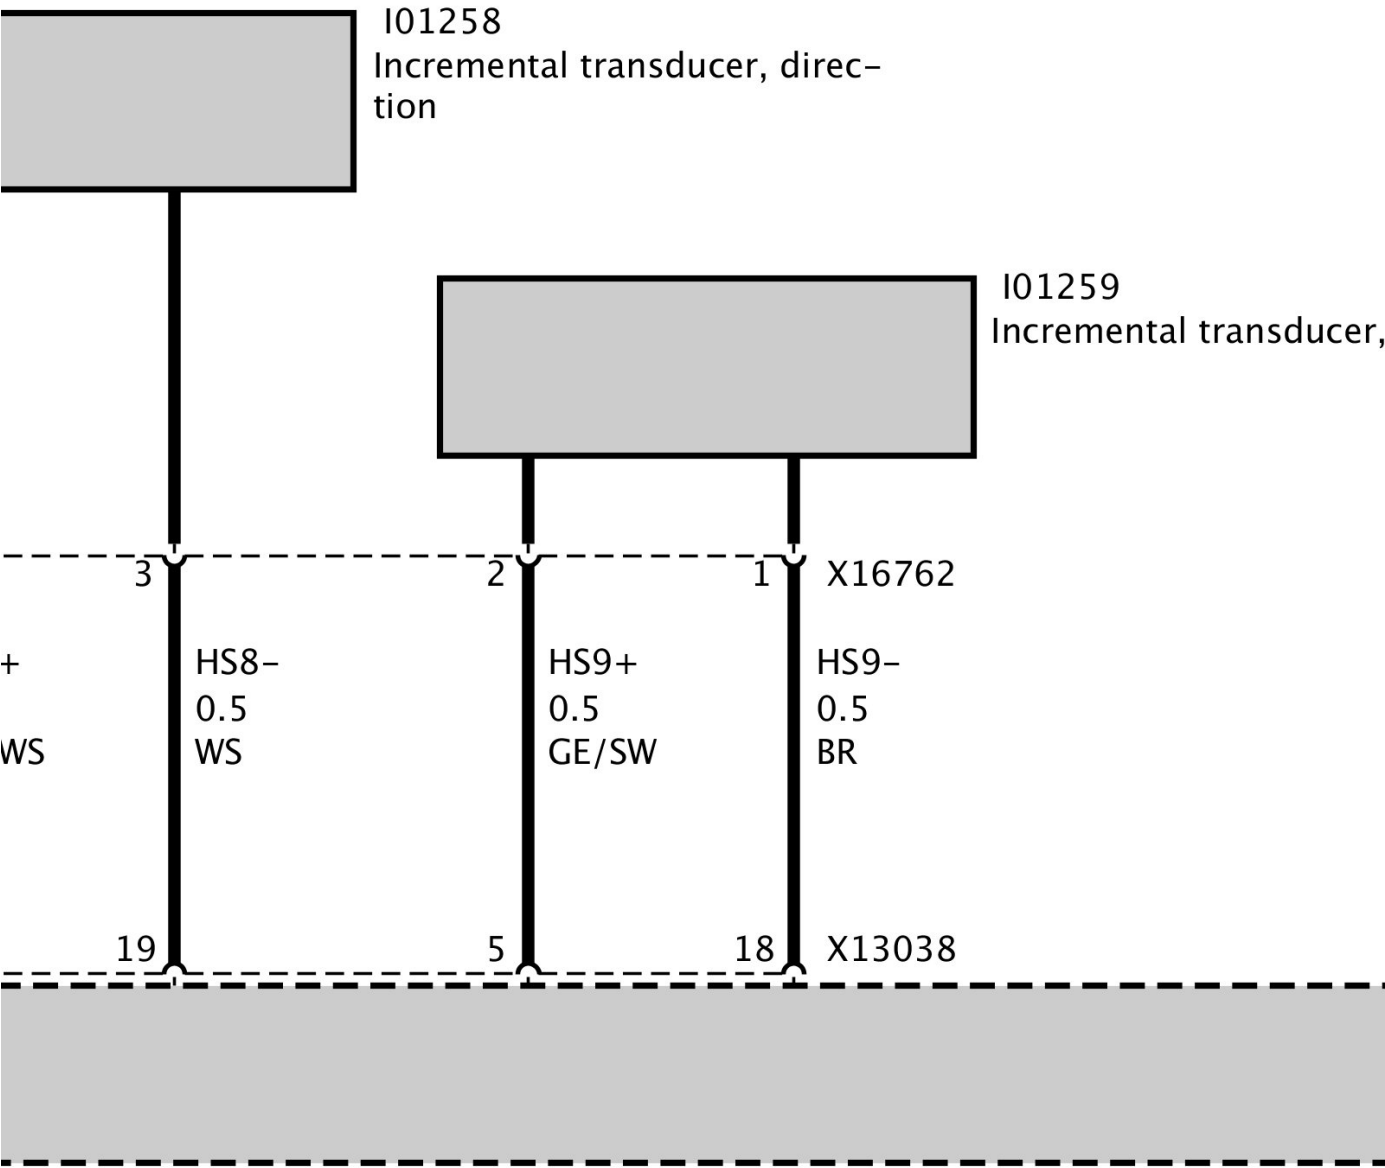 I01258
Incremental transducer, direc-
tion
I01259
Incremental transducer,
3
2
1
X16762
+
HS8-
HS9+
HS9-
0.5
0.5
0.5
WS
WS
GE/SW
BR
19
5
18
X13038